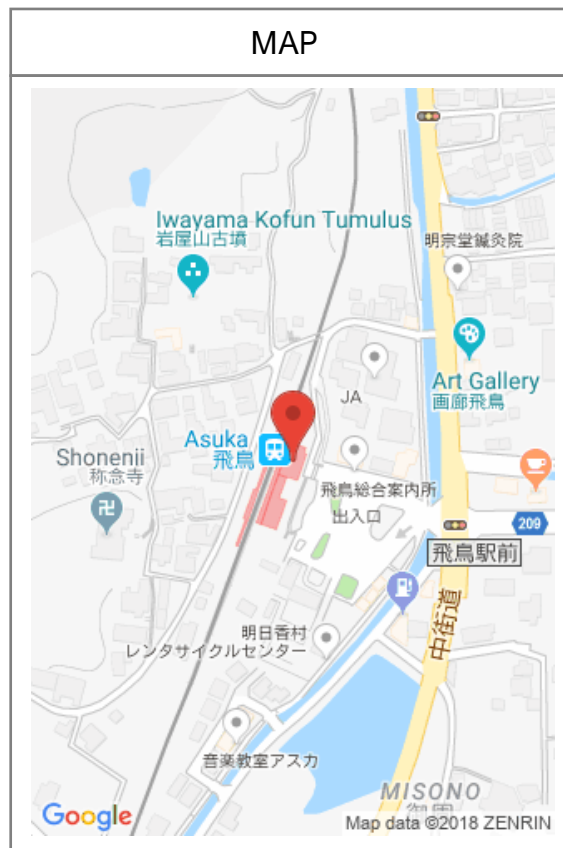 MAP
Iwayama Kofun Tumulus
岩屋山古墳
明宗堂鍼灸院
Art Gallery
画廊飛鳥
JA
Asuka
飛鳥
Shonenii
称念寺
飛鳥総合案内所
出入口
209
飛鳥駅前
中街道
明日香村
レンタサイクルセンター
音楽教室アスカ
MISONO
御園
Google
Map data ©2018 ZENRIN